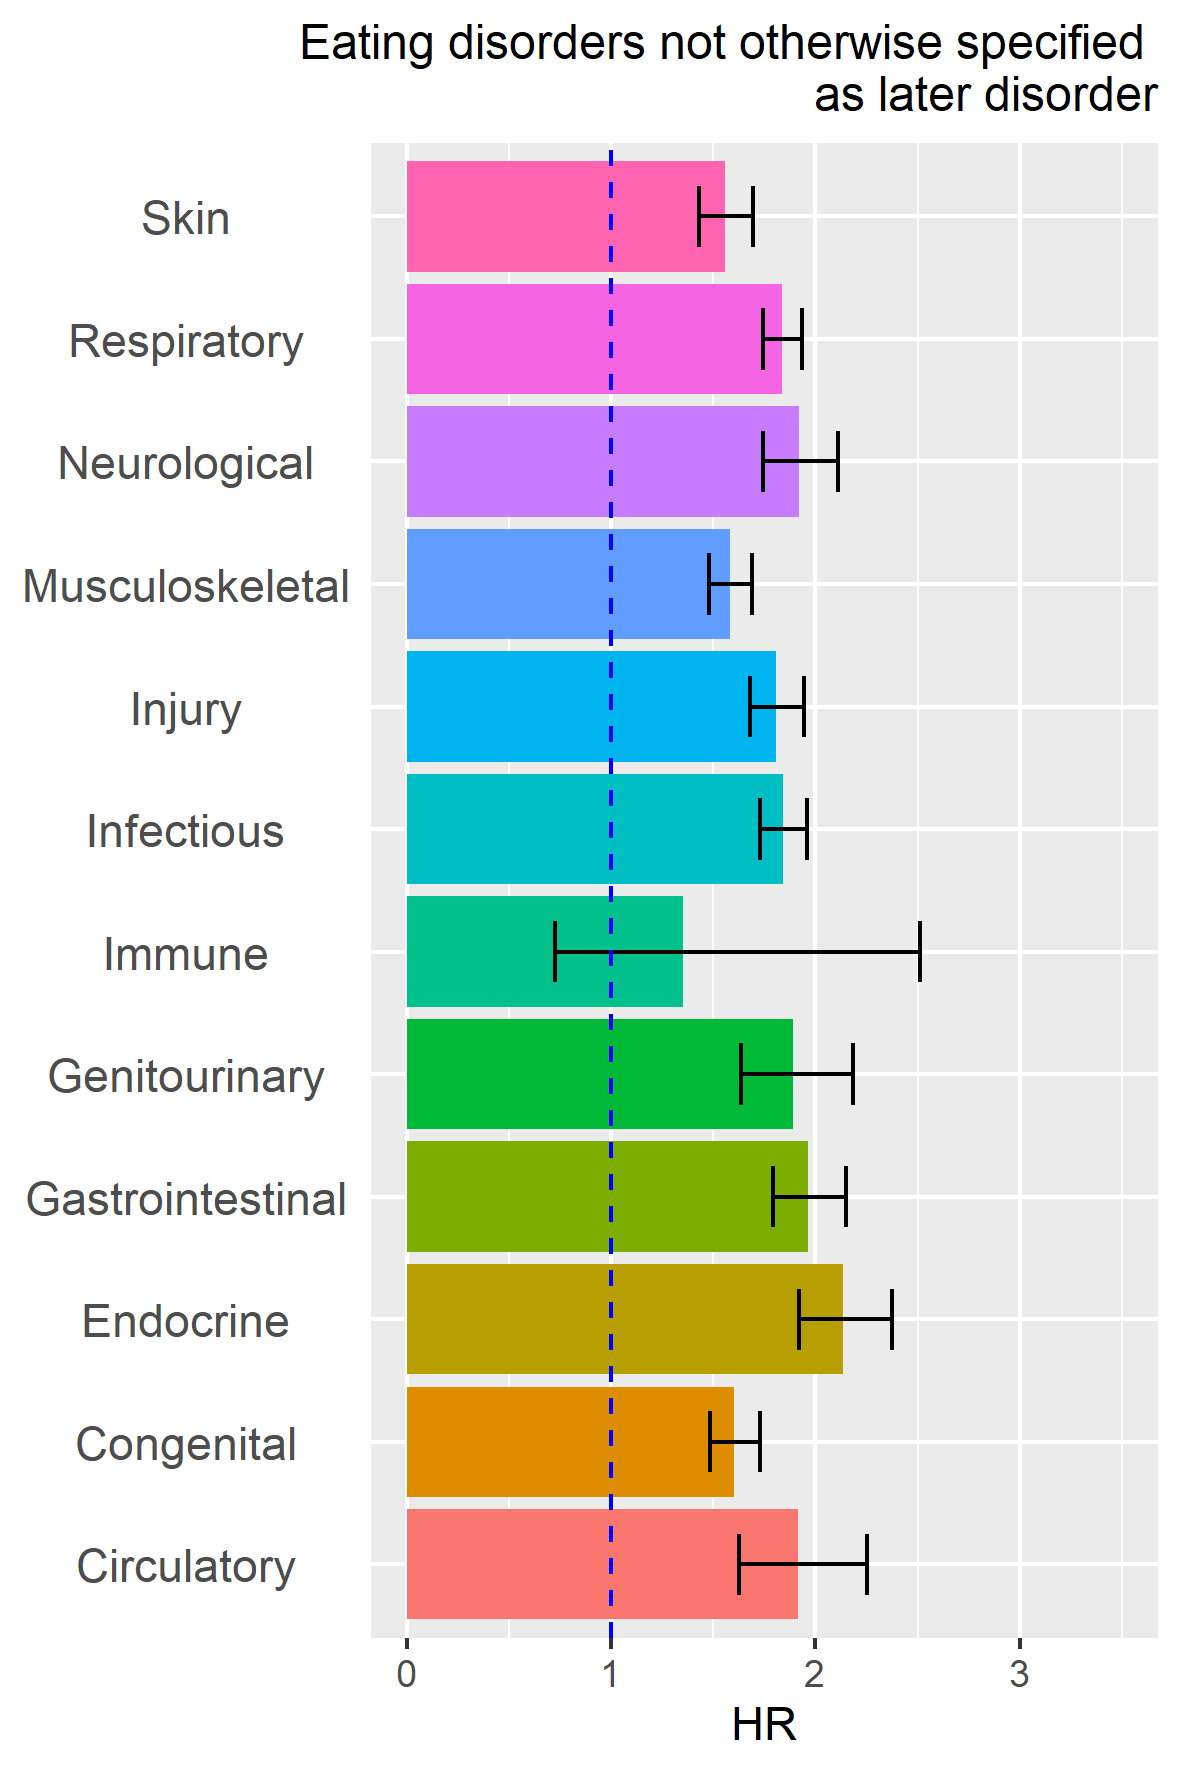 Eating disorders not otherwise specified
as later disorder
Skin
Respiratory
Neurological
Musculoskeletal
Injury
Infectious
Immune
Genitourinary
Gastrointestinal
Endocrine
Congenital
Circulatory
0 1 2 3
HR